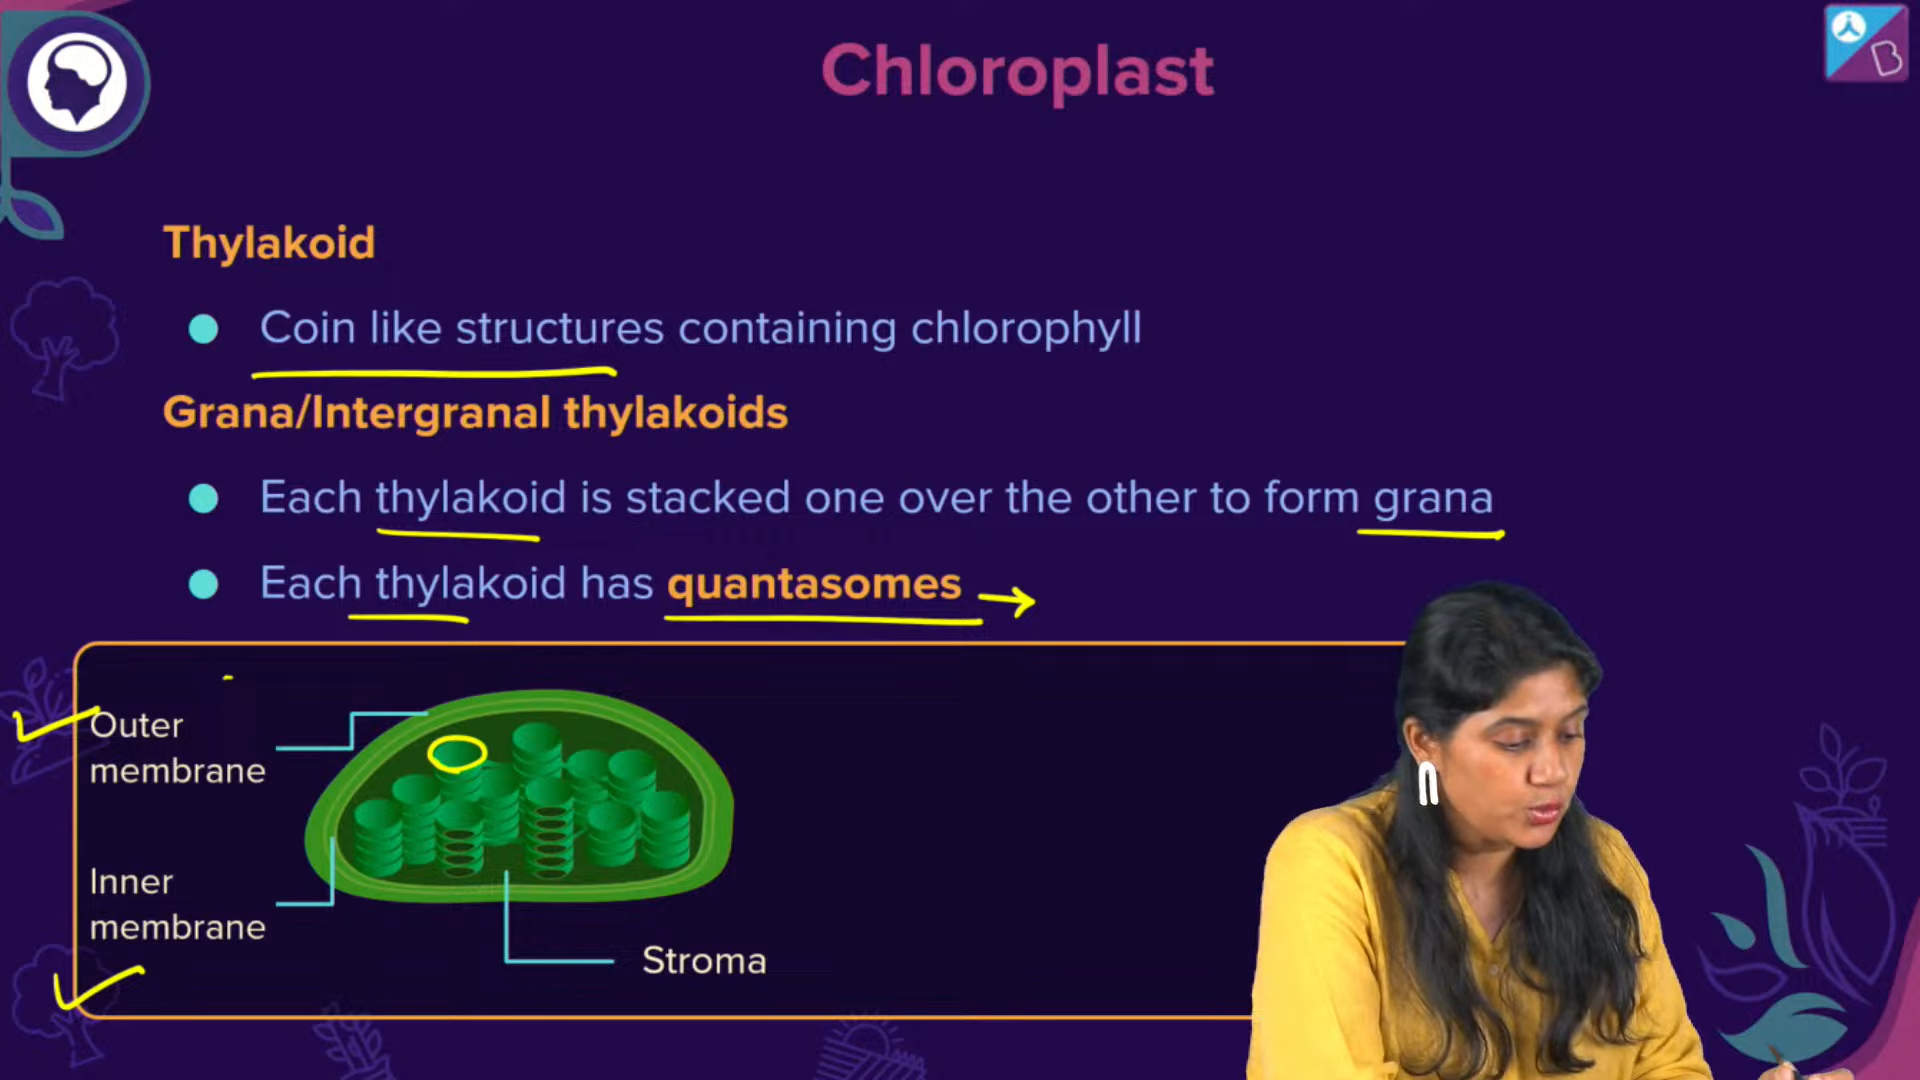 Chloroplast
B
Thylakoid
Coin like structures containing chlorophyll
Grana/Intergranal thylakoids
Each thylakoid is stacked one over the other to form grana
Each thylakoid has quantasomes
Outer
membrane
Inner
membrane
Stroma